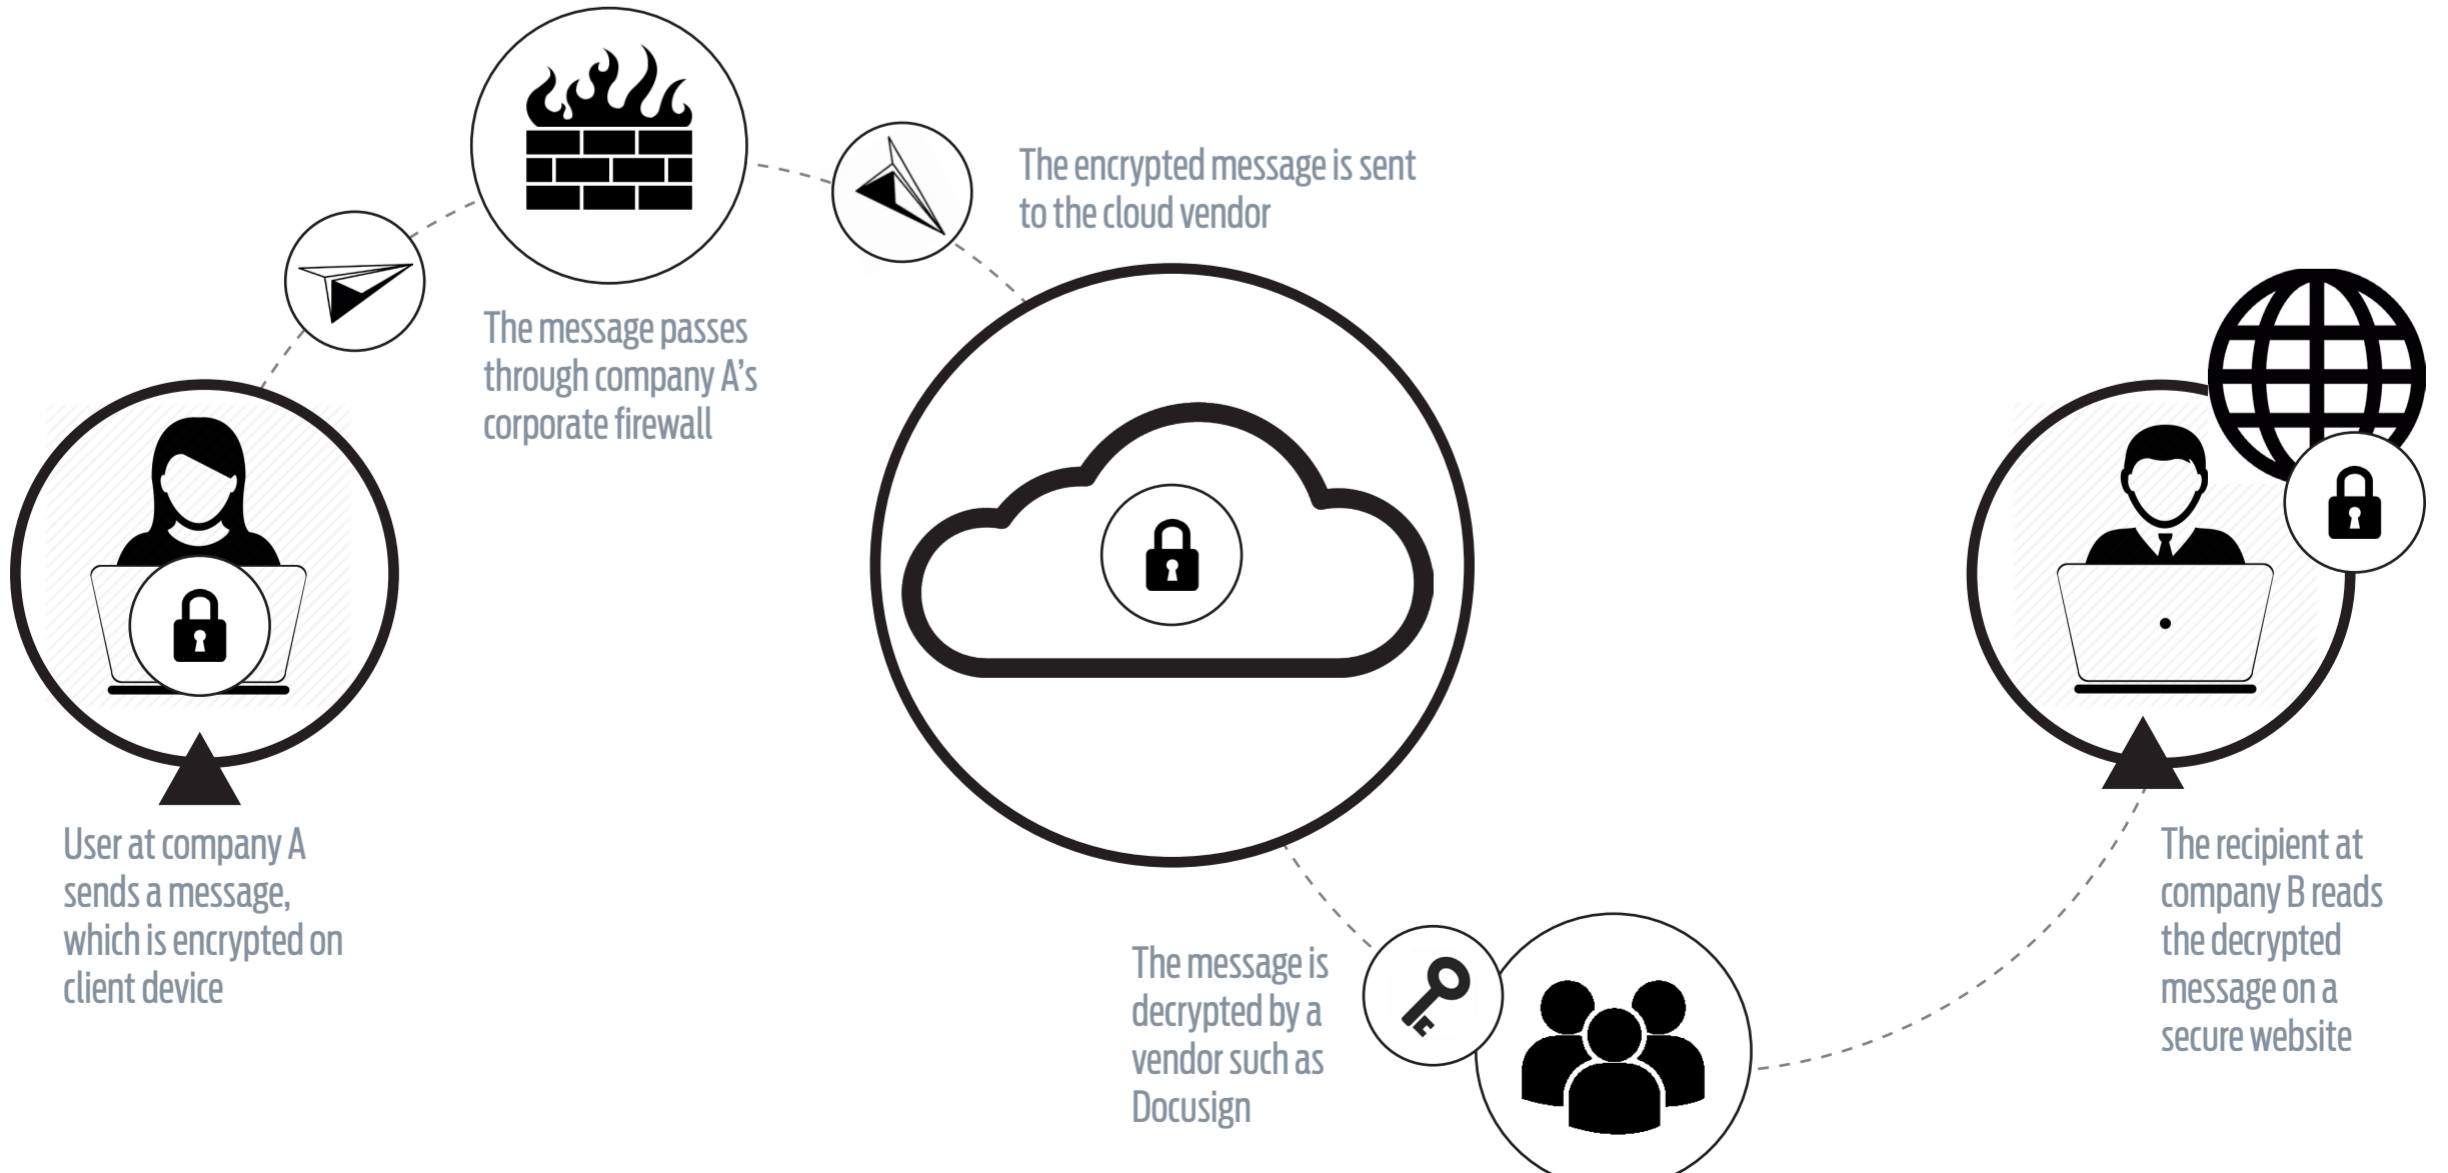 The encrypted message is sent
to the cloud vendor
The message passes
through company A's
corporate firewall
User at company A
sends a message,
which is encrypted on
client device
The message is
decrypted by a
vendor such as
Docusign
The recipient at
company B reads
the decrypted
message on a
secure website